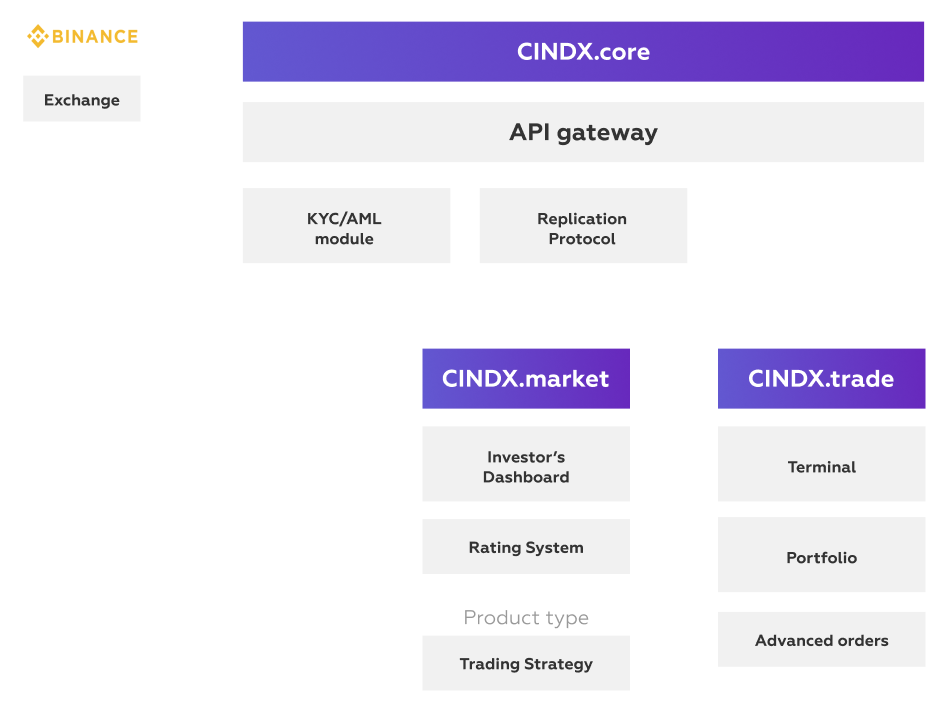 BINANCE
Exchange
CINDX.core
API gateway
KYC/AML
module
Replication
Protocol
CINDX.market
Investor’s
Dashboard
Rating System
Product type
Trading Strategy
CINDX.trade
Terminal
Portfolio
Advanced orders